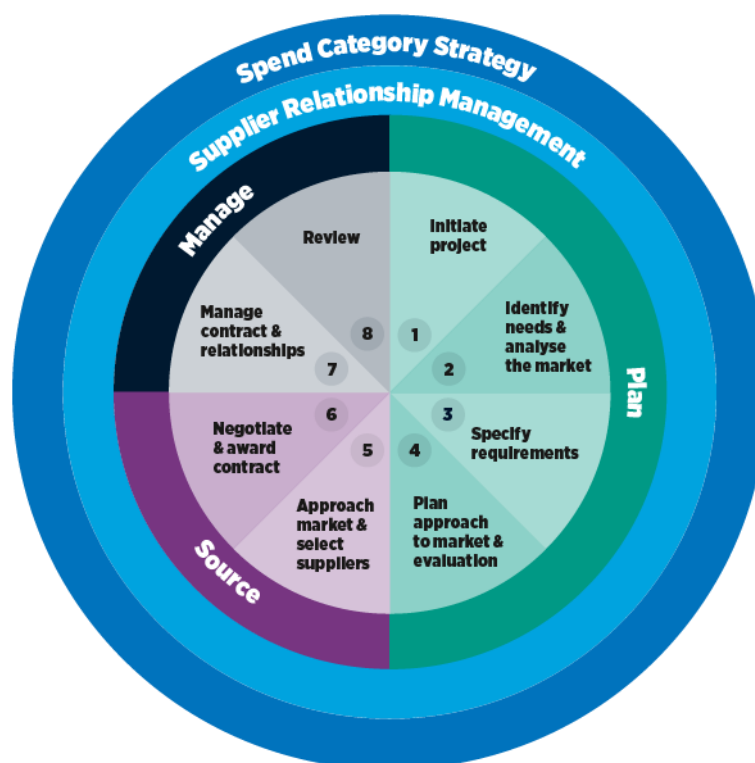 Spend Category Strategy
Supplier Relationship Management
Manage
Plan
Source
Initiate
project
1
Identify
needs &
analyse
the market
2
Specify
requirements
3
Plan
approach
to market &
evaluation
4
Approach
market &
select
suppliers
5
Negotiate
& award
contract
6
Manage
contract &
relationships
7
Review
8